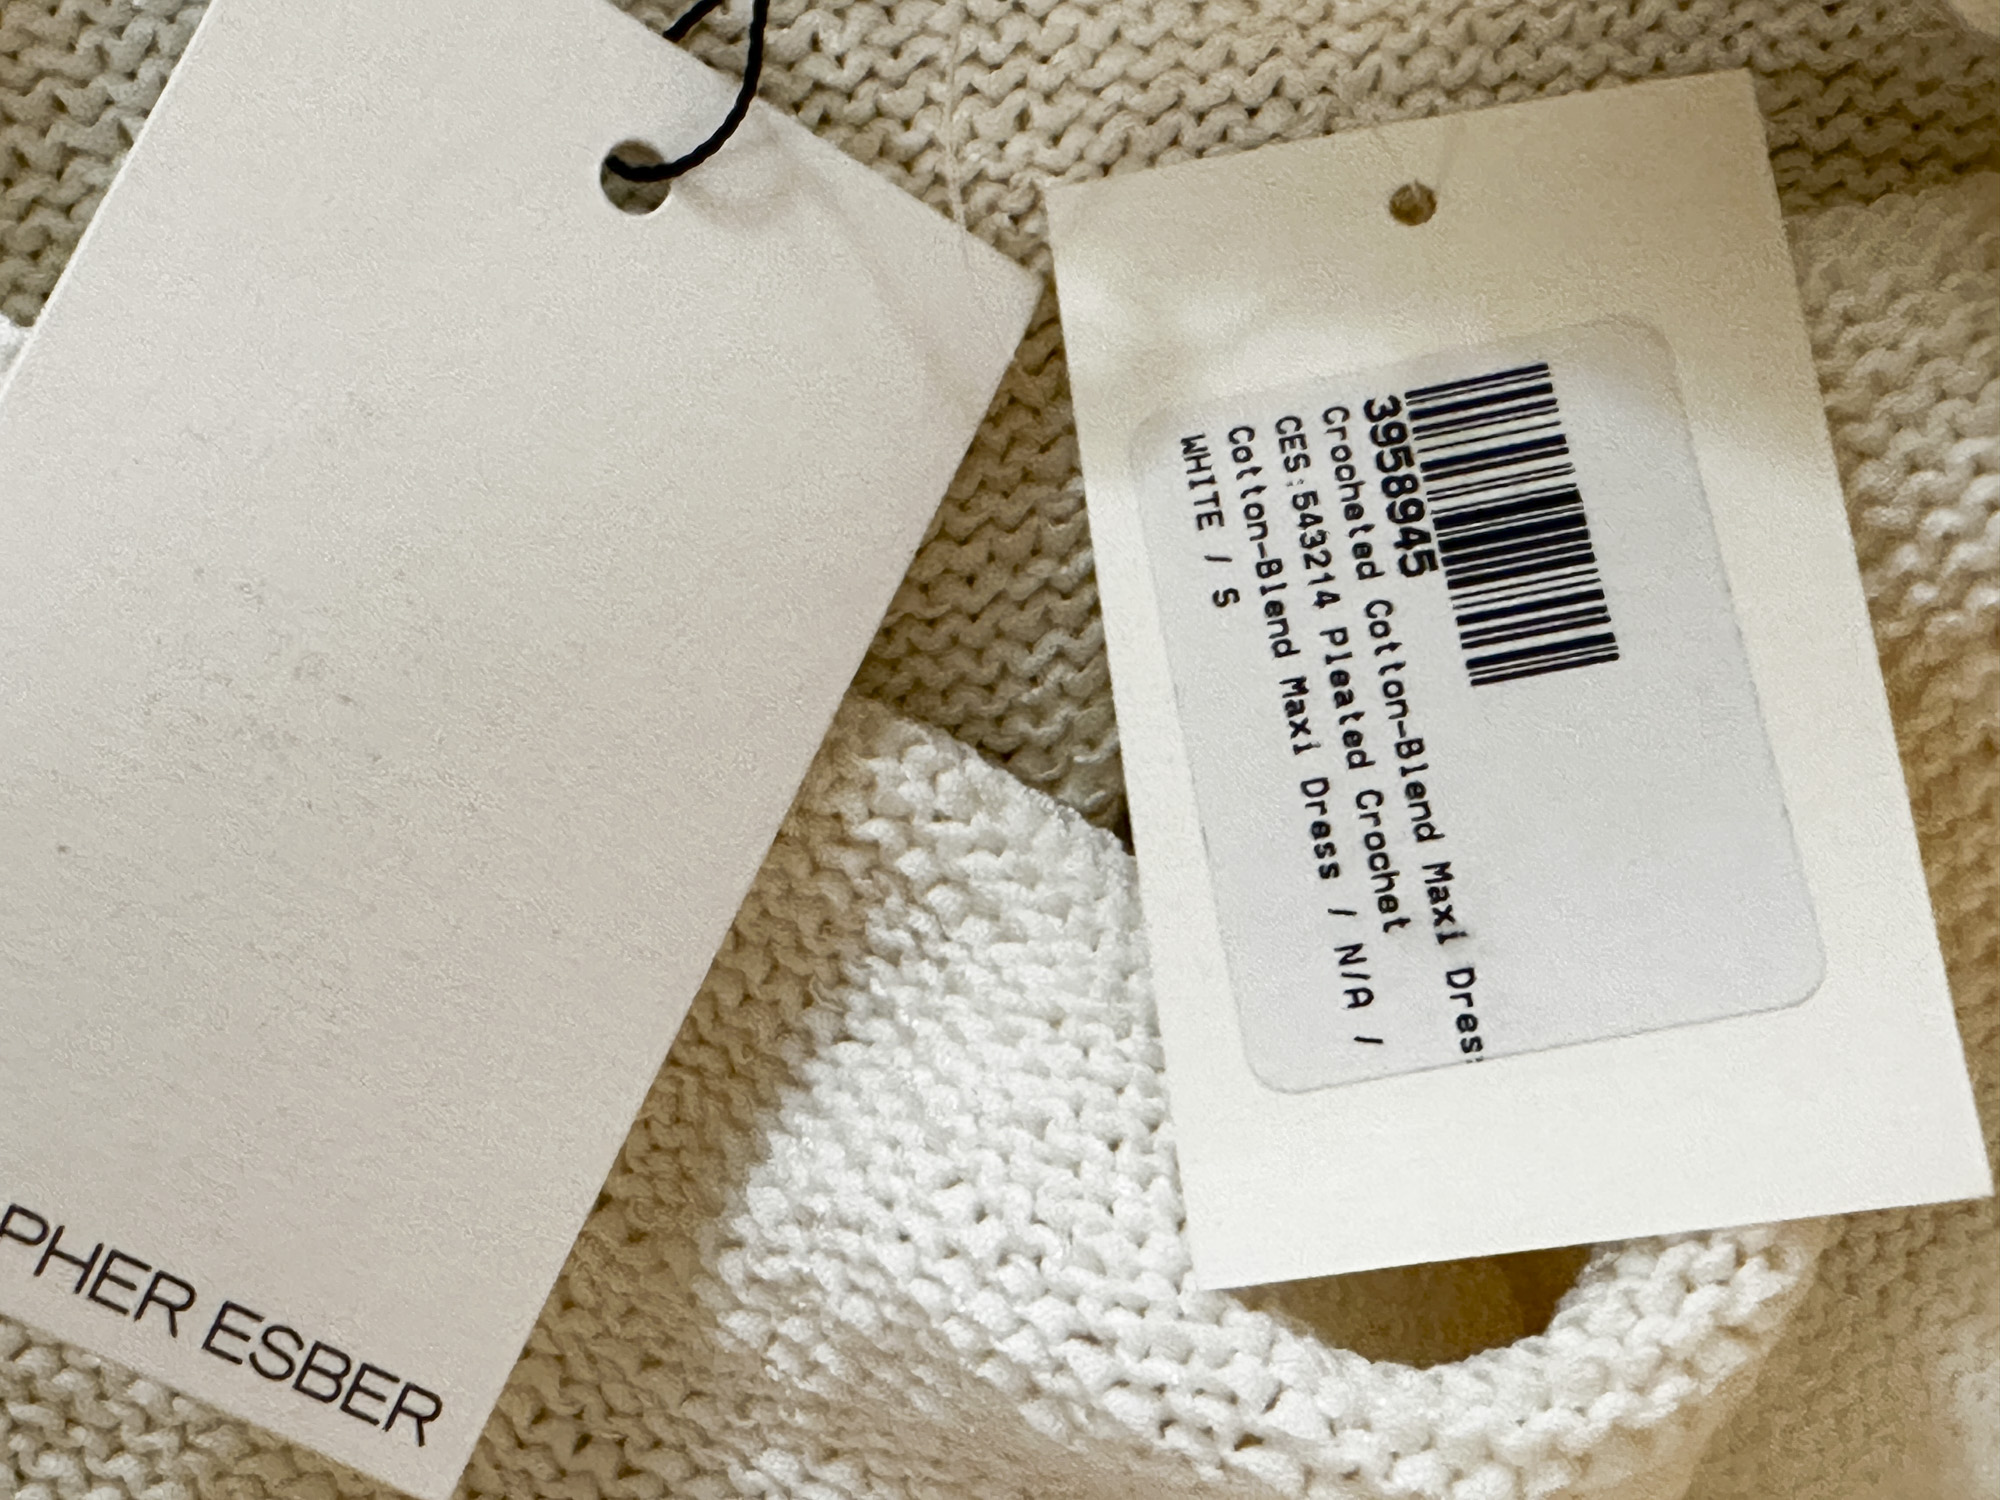 PHER ESBER
3958945
Crocheted Cotton-Blend Maxi Dres
CES:543214 Pleated Crochet
Cotton-Blend Maxi Dress / N/A /
WHITE / S